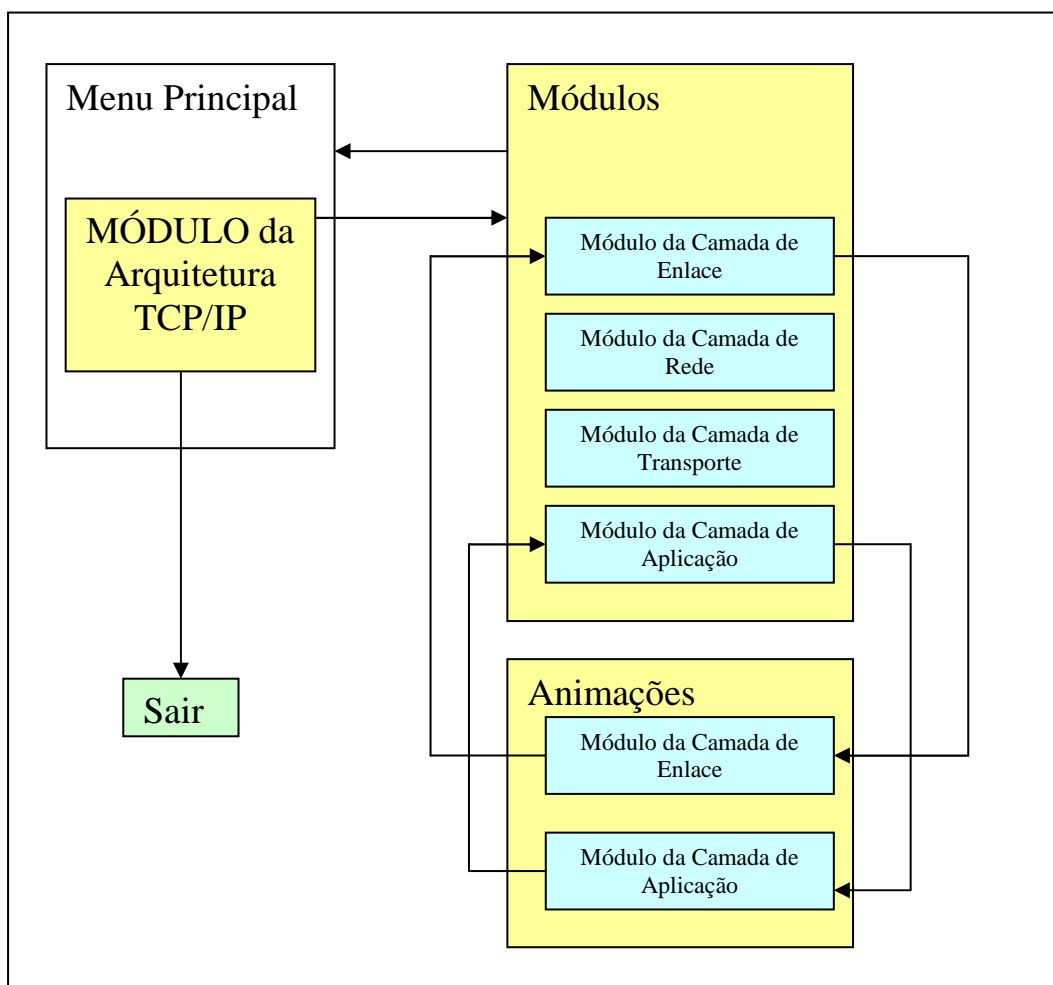 Menu Principal
MÓDULO da
Arquitetura
TCP/IP
Sair
Módulos
Módulo da Camada de
Enlace
Módulo da Camada de
Rede
Módulo da Camada de
Transporte
Módulo da Camada de
Aplicação
Animações
Módulo da Camada de
Enlace
Módulo da Camada de
Aplicação